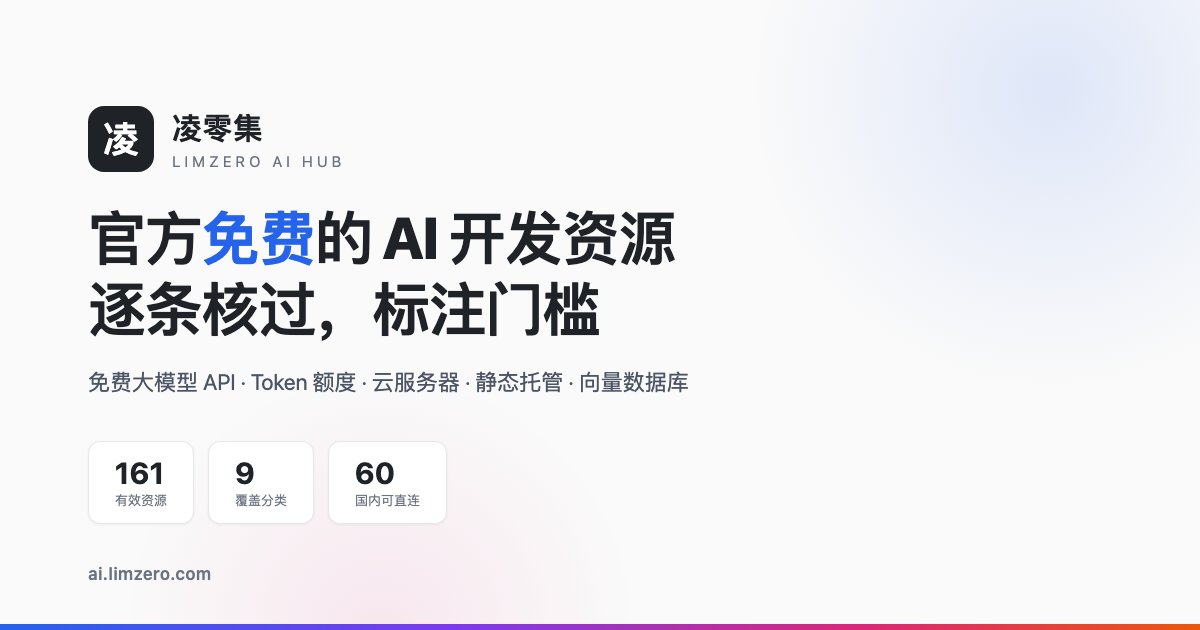 凌
凌零集
LIMZERO AI HUB
官方免费的 AI 开发资源
逐条核过，标注门槛
免费大模型 API · Token 额度 · 云服务器 · 静态托管 · 向量数据库
161
有效资源
9
覆盖分类
60
国内可直连
ai.limzero.com